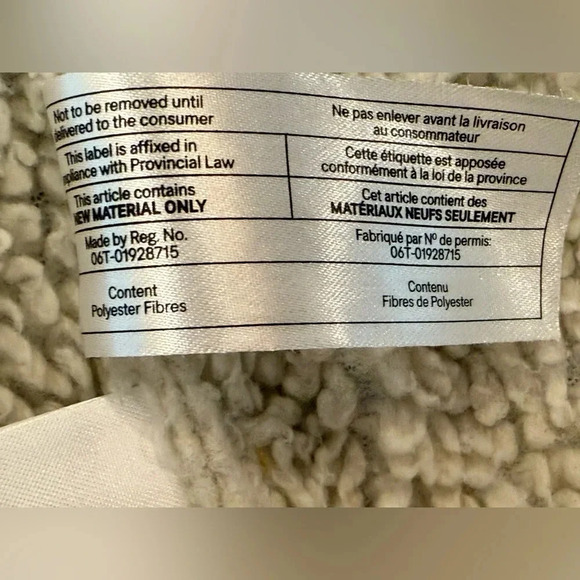 Not to be removed until
delivered to the consumer
Ne pas enlever avant la livraison
au consommateur
This label is affixed in
compliance with Provincial Law
Cette étiquette est apposée
conformément à la loi de la province
This article contains
NEW MATERIAL ONLY
Cet article contient des
MATÉRIAUX NEUFS SEULEMENT
Made by Reg. No.
06T-01928715
Fabriqué par Nº de permis:
06T-01928715
Content
Polyester Fibres
Contenu
Fibres de Polyester